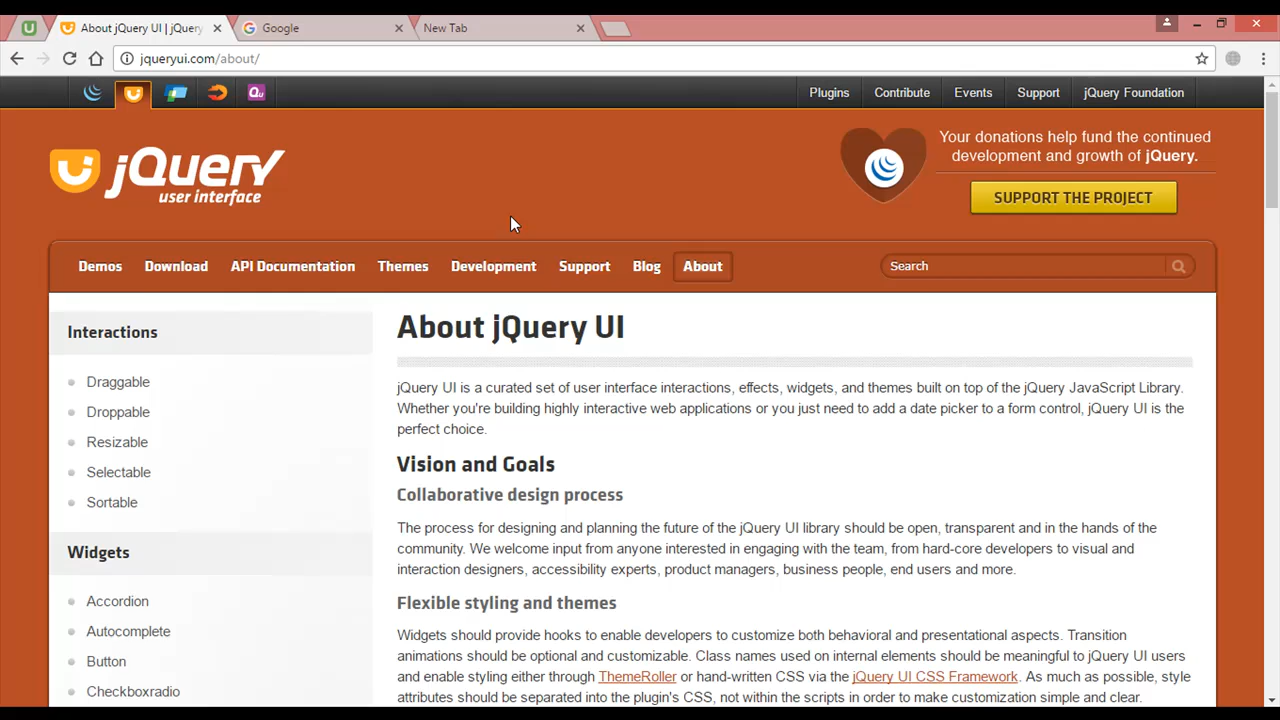 About jQuery UI | jQuery
Google
New Tab
jqueryui.com/about/
Qu
Plugins
Contribute
Events
Support
jQuery Foundation
jQuery
user interface
Your donations help fund the continued
development and growth of jQuery.
SUPPORT THE PROJECT
Demos
Download
API Documentation
Themes
Development
Support
Blog
About
Search
Interactions
Draggable
Droppable
Resizable
Selectable
Sortable
Widgets
Accordion
Autocomplete
Button
Checkboxradio
About jQuery UI
jQuery UI is a curated set of user interface interactions, effects, widgets, and themes built on top of the jQuery JavaScript Library.
Whether you're building highly interactive web applications or you just need to add a date picker to a form control, jQuery UI is the
perfect choice.
Vision and Goals
Collaborative design process
The process for designing and planning the future of the jQuery UI library should be open, transparent and in the hands of the
community. We welcome input from anyone interested in engaging with the team, from hard-core developers to visual and
interaction designers, accessibility experts, product managers, business people, end users and more.
Flexible styling and themes
Widgets should provide hooks to enable developers to customize both behavioral and presentational aspects. Transition
animations should be optional and customizable. Class names used on internal elements should be meaningful to jQuery UI users
and enable styling either through ThemeRoller or hand-written CSS via the jQuery UI CSS Framework. As much as possible, style
attributes should be separated into the plugin's CSS, not within the scripts in order to make customization simple and clear.